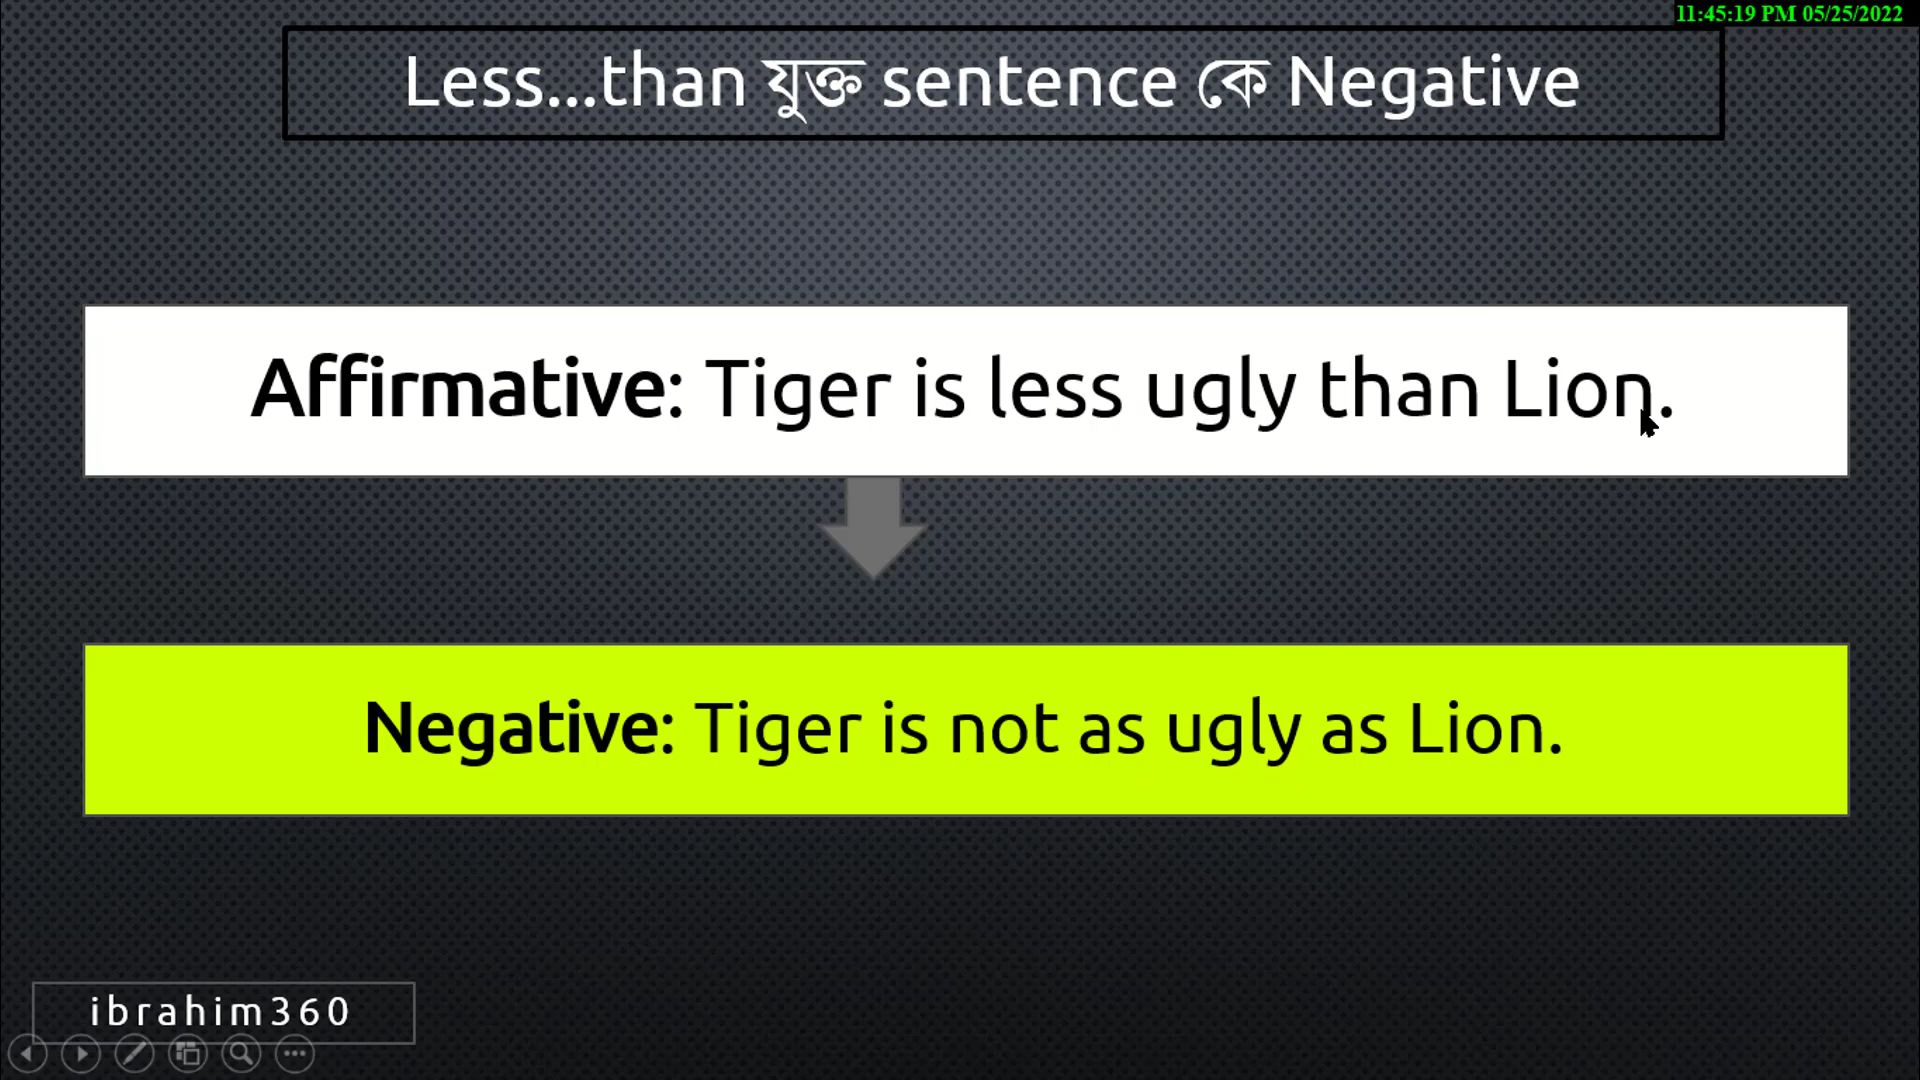 11:45:19 PM 05/25/2022
Less...than যুক্ত sentence কে Negative
Affirmative: Tiger is less ugly than Lion.
Negative: Tiger is not as ugly as Lion.
ibrahim360